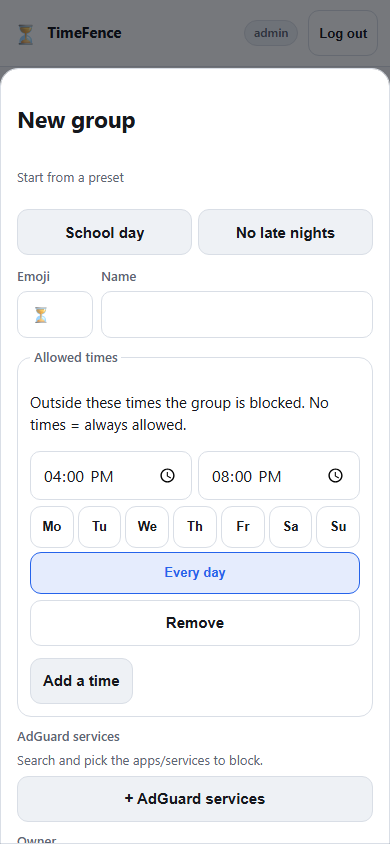 TimeFence
admin
Log out
New group
Start from a preset
School day
No late nights
Emoji
Name
Allowed times
Outside these times the group is blocked. No
times = always allowed.
04:00 PM
08:00 PM
Mo
Tu
We
Th
Fr
Sa
Su
Every day
Remove
Add a time
AdGuard services
Search and pick the apps/services to block.
+ AdGuard services
Owner